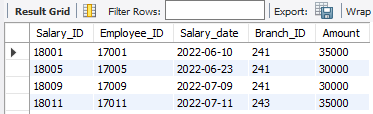 Result Grid Filter Rows: Export: Wrap
Salary_ID Employee_ID Salary_date Branch_ID Amount
18001 17001 2022-06-10 241 35000
18005 17005 2022-06-23 241 30000
18009 17009 2022-07-09 241 30000
18011 17011 2022-07-11 243 35000